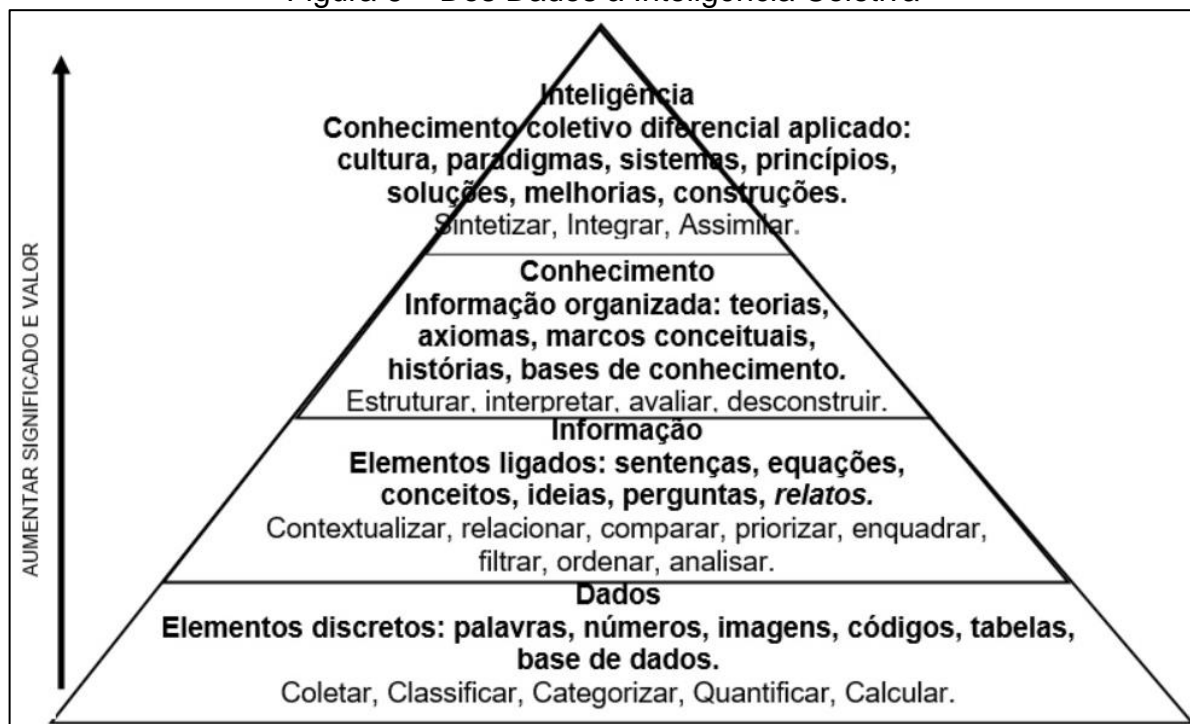 Inteligência
Conhecimento coletivo diferencial aplicado:
cultura, paradigmas, sistemas, princípios,
soluções, melhorias, construções.
Sintetizar, Integrar, Assimilar.
Conhecimento
Informação organizada: teorias,
axiomas, marcos conceituais,
histórias, bases de conhecimento.
Estruturar, interpretar, avaliar, desconstruir.
Informação
Elementos ligados: sentenças, equações,
conceitos, ideias, perguntas, relatos.
Contextualizar, relacionar, comparar, priorizar, enquadrar,
filtrar, ordenar, analisar.
Dados
Elementos discretos: palavras, números, imagens, códigos, tabelas,
base de dados.
Coletar, Classificar, Categorizar, Quantificar, Calcular.
AUMENTAR SIGNIFICADO E VALOR